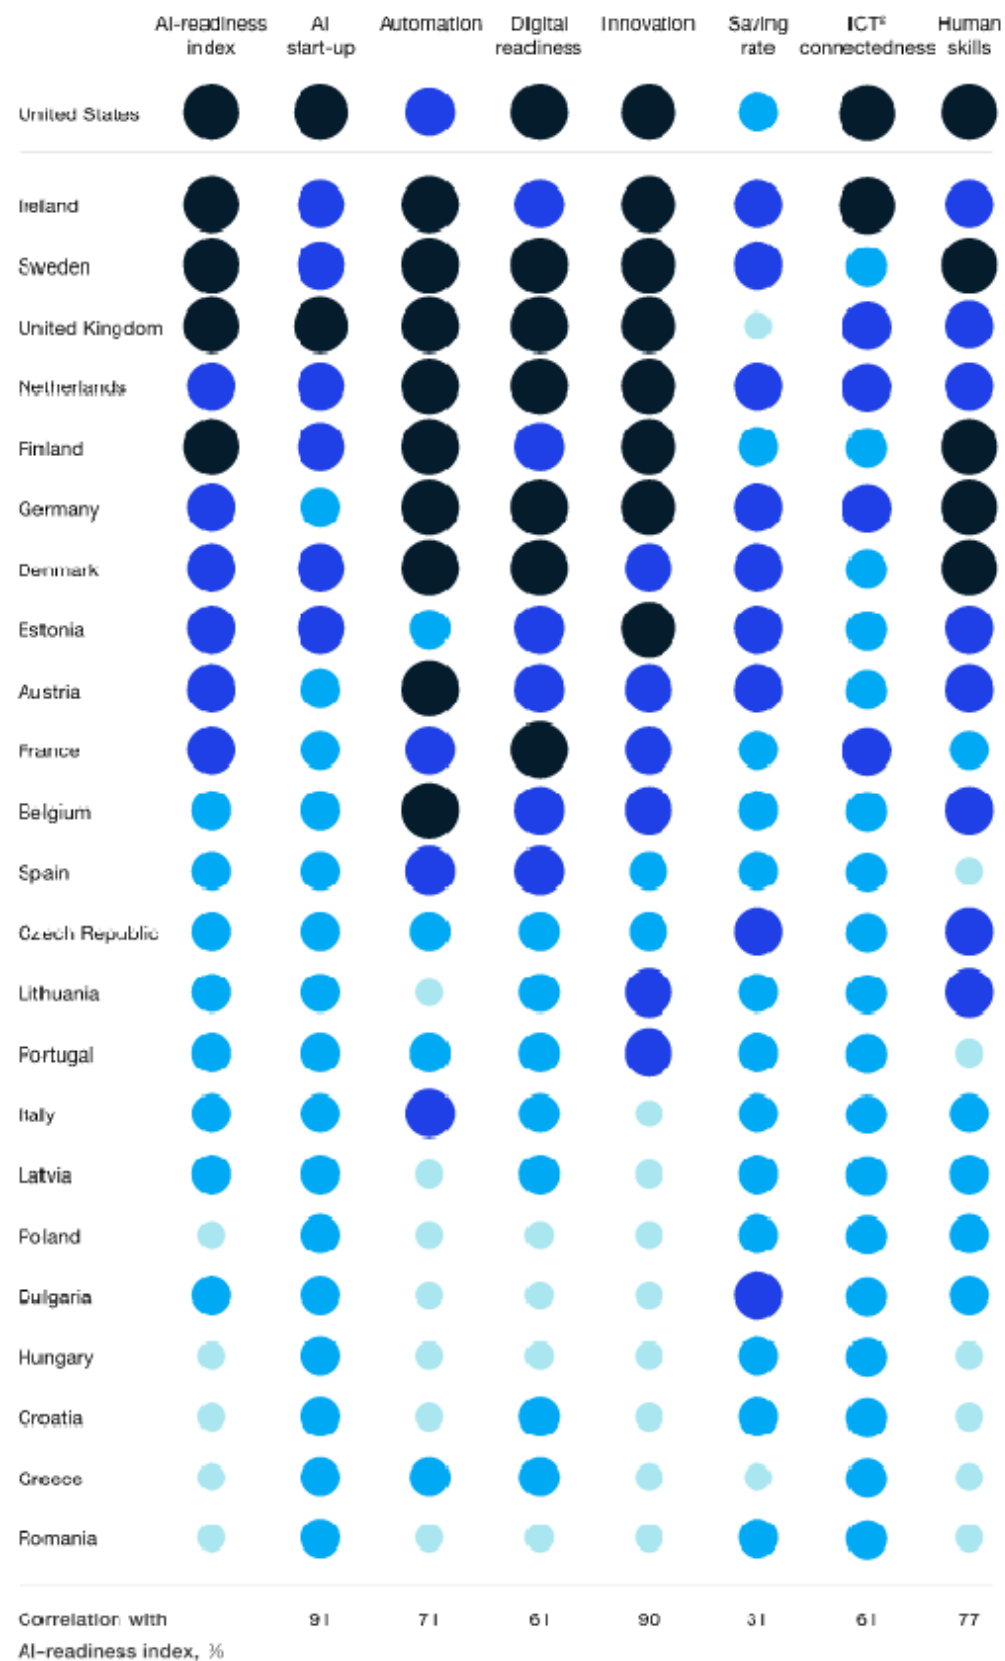 AI-readiness index
AI start-up
Automation
Digital readiness
Innovation
Saving rate
ICT² connectedness
Human skills
United States
Ireland
Sweden
United Kingdom
Netherlands
Finland
Germany
Denmark
Estonia
Austria
France
Belgium
Spain
Czech Republic
Lithuania
Portugal
Italy
Latvia
Poland
Bulgaria
Hungary
Croatia
Greece
Romania
Correlation with 91 71 61 90 31 61 77
AI-readiness index, %